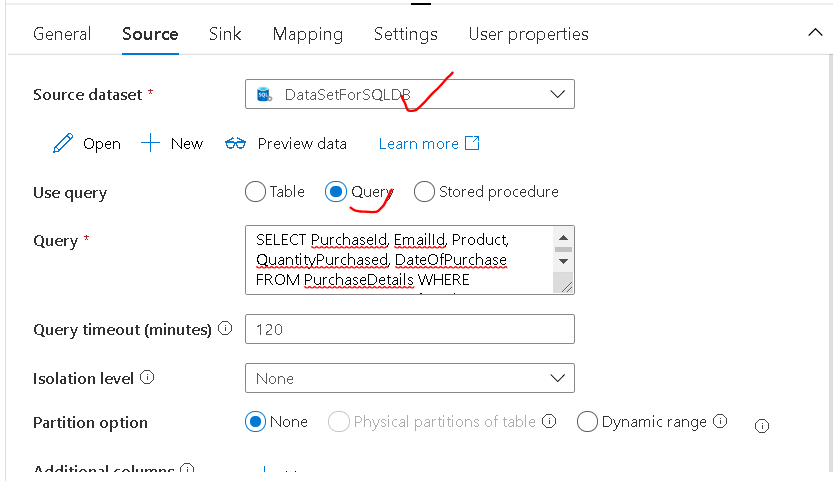 General Source Sink Mapping Settings User properties
Source dataset * SQL DataSetForSQLDB
Open New Preview data Learn more
Use query Table Query Stored procedure
Query * SELECT PurchaseId, EmailId, Product,
QuantityPurchased, DateOfPurchase
FROM PurchaseDetails WHERE
Query timeout (minutes) 120
Isolation level None
Partition option None Physical partitions of table Dynamic range
Additional columns